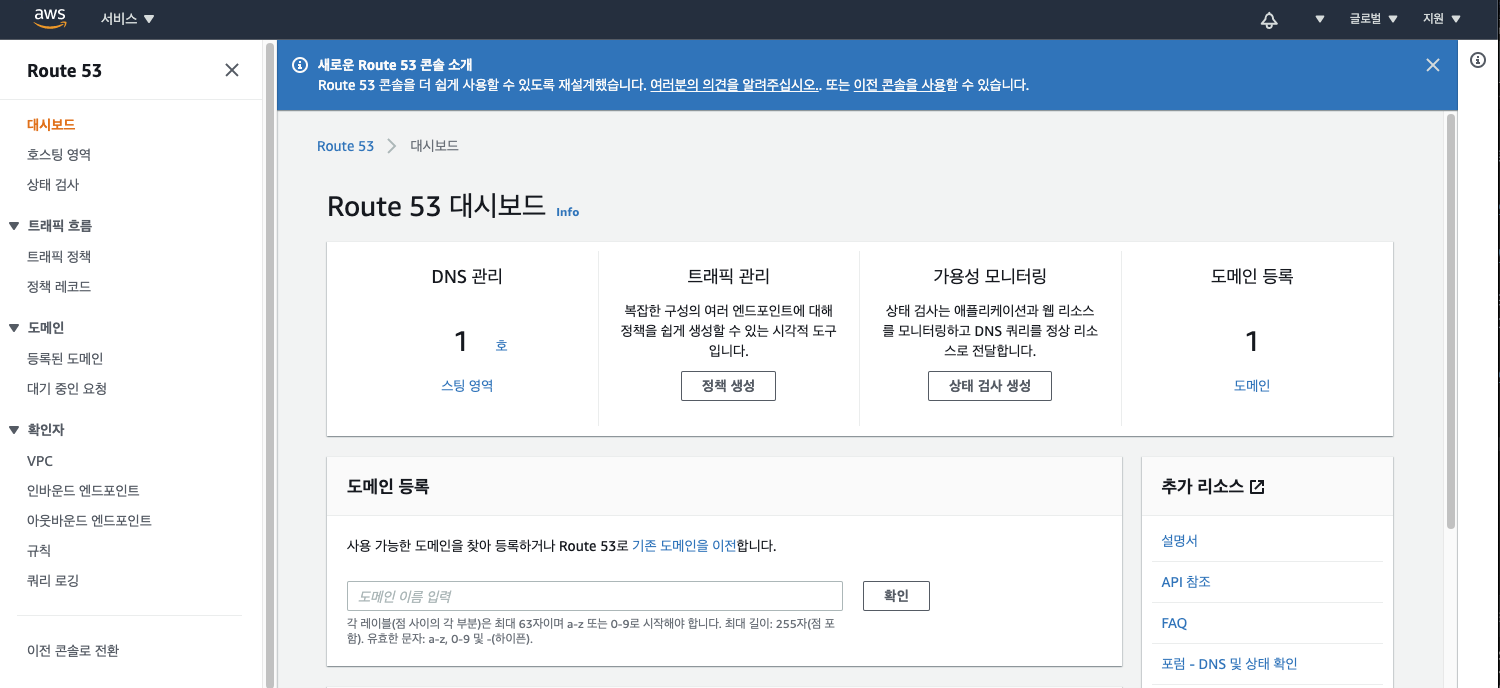 aws
서비스
글로벌
지원
Route 53
대시보드
호스팅 영역
상태 검사
트래픽 흐름
트래픽 정책
정책 레코드
도메인
등록된 도메인
대기 중인 요청
확인자
VPC
인바운드 엔드포인트
아웃바운드 엔드포인트
규칙
쿼리 로깅
이전 콘솔로 전환
새로운 Route 53 콘솔 소개
Route 53 콘솔을 더 쉽게 사용할 수 있도록 재설계했습니다. 여러분의 의견을 알려주십시오.. 또는 이전 콘솔을 사용할 수 있습니다.
Route 53 대시보드
Route 53 대시보드 Info
DNS 관리
1 호
스팅 영역
트래픽 관리
복잡한 구성의 여러 엔드포인트에 대해
정책을 쉽게 생성할 수 있는 시각적 도구
입니다.
정책 생성
가용성 모니터링
상태 검사는 애플리케이션과 웹 리소스
를 모니터링하고 DNS 쿼리를 정상 리소
스로 전달합니다.
상태 검사 생성
도메인 등록
1
도메인
도메인 등록
사용 가능한 도메인을 찾아 등록하거나 Route 53로 기존 도메인을 이전합니다.
도메인 이름 입력
확인
각 레이블(점 사이의 각 부분)은 최대 63자이며 a-z 또는 0-9로 시작해야 합니다. 최대 길이: 255자(점 포
함). 유효한 문자: a-z, 0-9 및 -(하이픈).
추가 리소스
설명서
API 참조
FAQ
포럼 - DNS 및 상태 확인